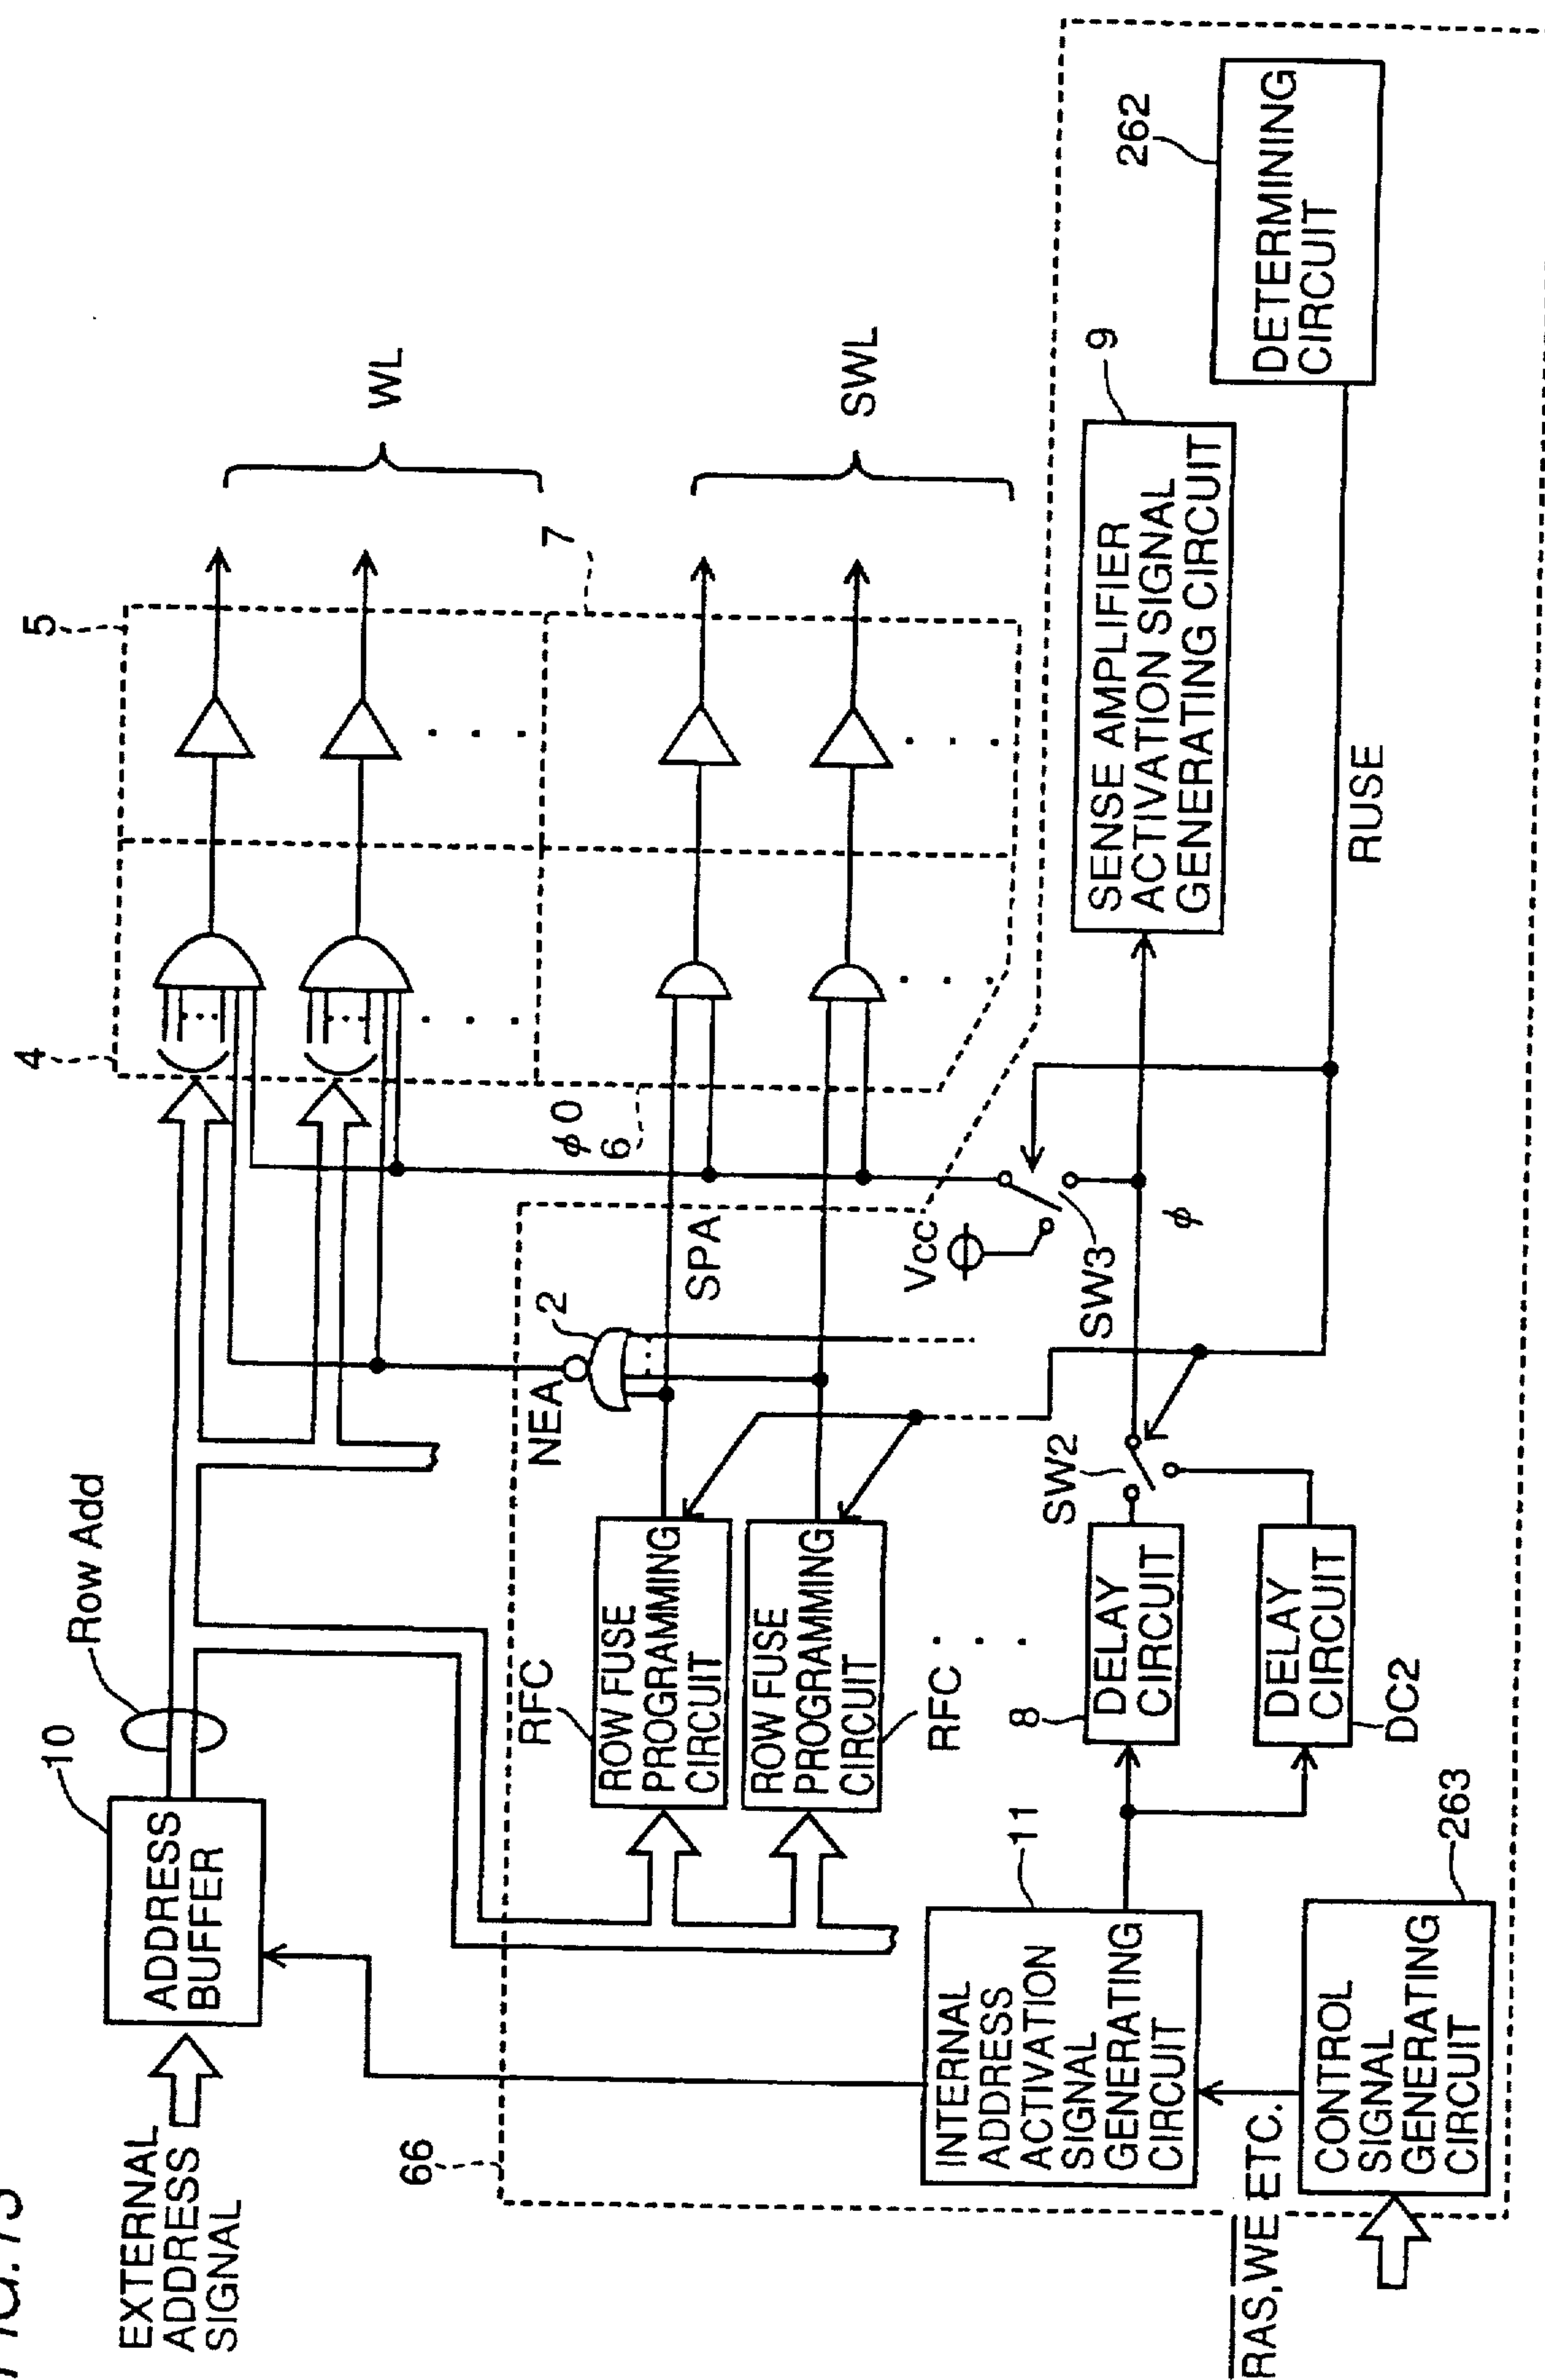 FIG.13
EXTERNAL
ADDRESS
SIGNAL
10
ADDRESS
BUFFER
Row Add
4
5
WL
7
SWL
66
RFC
ROW FUSE
PROGRAMMING
CIRCUIT
ROW FUSE
PROGRAMMING
CIRCUIT
RFC
NEA
2
SPA
φ0
6
Vcc
SW3
φ
11
INTERNAL
ADDRESS
ACTIVATION
SIGNAL
GENERATING
CIRCUIT
8
DELAY
CIRCUIT
SW2
DELAY
CIRCUIT
DC2
9
SENSE AMPLIFIER
ACTIVATION SIGNAL
GENERATING CIRCUIT
262
DETERMINING
CIRCUIT
RUSE
RAS,WE ETC.
CONTROL
SIGNAL
GENERATING
CIRCUIT
263